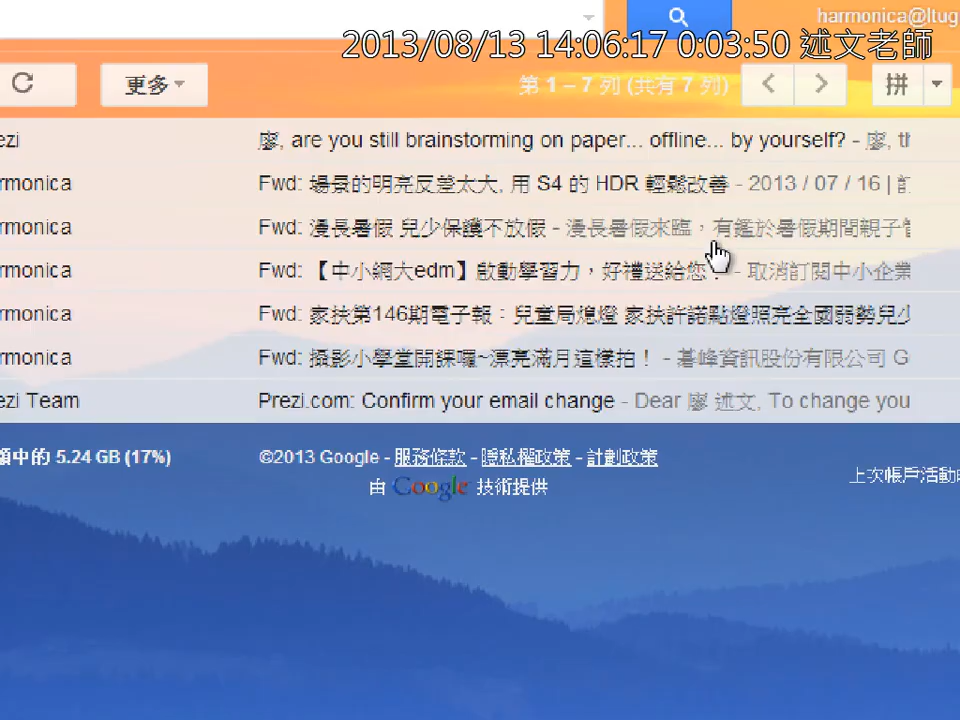 harmonica@ltug
2013/08/13 14:06:17 0:03:50 述文老師
更多
第 1 – 7 列 (共有 7 列)
拼
ezi 廖, are you still brainstorming on paper... offline... by yourself? - 廖, th
rmonica Fwd: 場景的明亮反差太大, 用 S4 的 HDR 輕鬆改善 - 2013 / 07 / 16 |
rmonica Fwd: 漫長暑假 兒少保護不放假 - 漫長暑假來臨，有鑑於暑假期間親子
rmonica Fwd: 【中小網大edm】啟動學習力，好禮送給您！ - 取消訂閱中小企業
rmonica Fwd: 家扶第146期電子報：兒童局熄燈 家扶許諾點燈照亮全國弱勢兒少
rmonica Fwd: 攝影小學堂開課囉~漂亮滿月這樣拍！ - 碁峰資訊股份有限公司 G
ezi Team Prezi.com: Confirm your email change - Dear 廖 述文, To change you
額中的 5.24 GB (17%)
©2013 Google - 服務條款 - 隱私權政策 - 計劃政策
由 Google 技術提供
上次帳戶活動